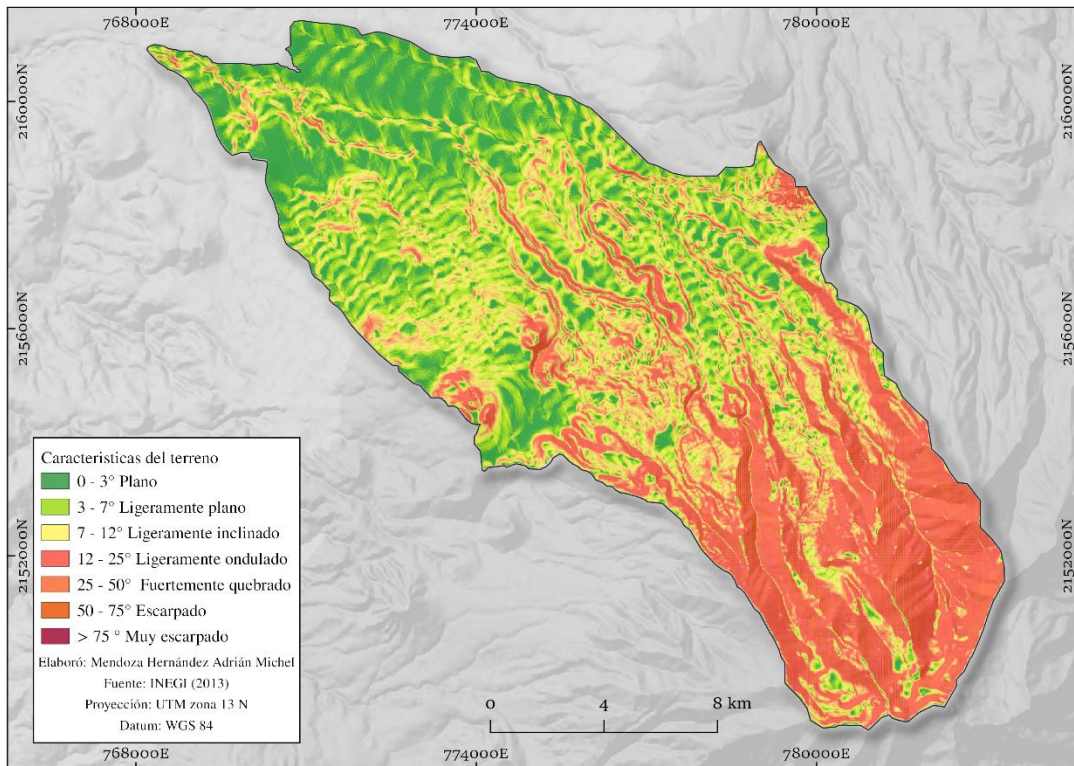 768000E 774000E 780000E
2160000N 2160000N
2156000N 2156000N
Caracteristicas del terreno
0 - 3° Plano
3 - 7° Ligeramente plano
7 - 12° Ligeramente inclinado
12 - 25° Ligeramente ondulado
25 - 50° Fuertemente quebrado
50 - 75° Escarpado
> 75 ° Muy escarpado
2152000N 2152000N
Elaboró: Mendoza Hernández Adrián Michel
Fuente: INEGI (2013)
Proyección: UTM zona 13 N
Datum: WGS 84
0 4 8 km
768000E 774000E 780000E